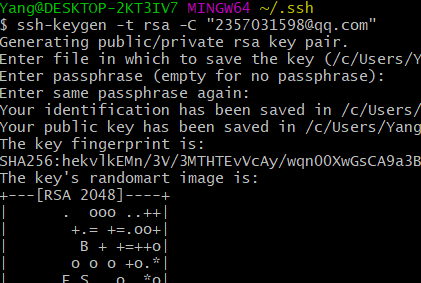 Yang@DESKTOP-2KT3IV7 MINGW64 ~/.ssh
$ ssh-keygen -t rsa -C "2357031598@qq.com"
Generating public/private rsa key pair.
Enter file in which to save the key (/c/Users/Y
Enter passphrase (empty for no passphrase):
Enter same passphrase again:
Your identification has been saved in /c/Users/
Your public key has been saved in /c/Users/Yang
The key fingerprint is:
SHA256:hekvlkEMn/3V/3MTHTEvVcAy/wqn0OXwGsCA9a3B
The key's randomart image is:
+---[RSA 2048]----+
|      .  ooo ..++|
|       +.= +=.oo+|
|        B + +=++o|
|       o o o +o.*|
|      E S   o  *o|